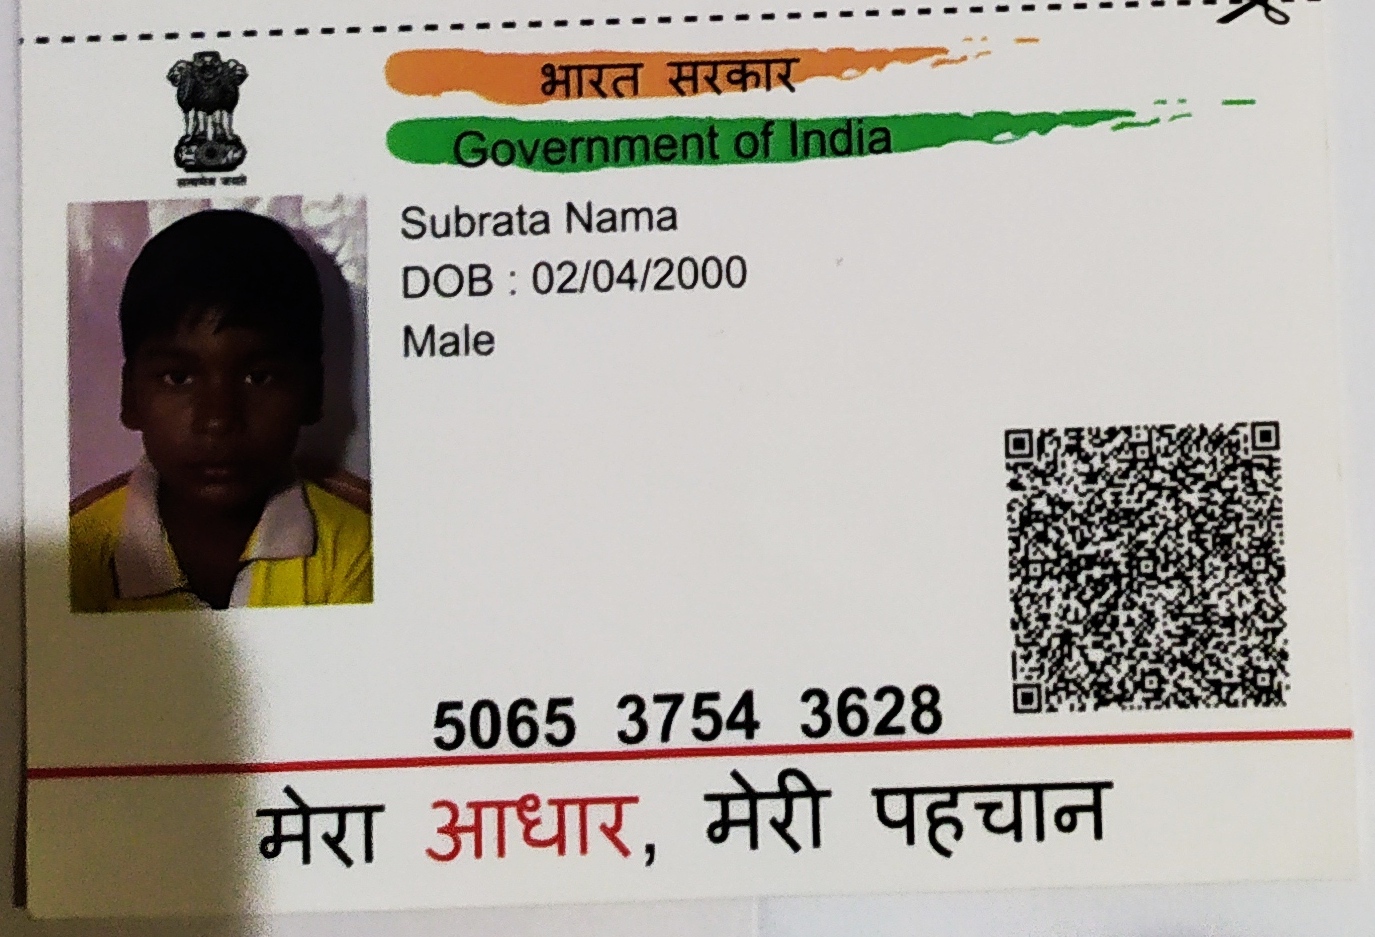 भारत सरकार
Government of India
सत्यमेव जयते
Subrata Nama
DOB : 02/04/2000
Male
5065 3754 3628
मेरा आधार, मेरी पहचान